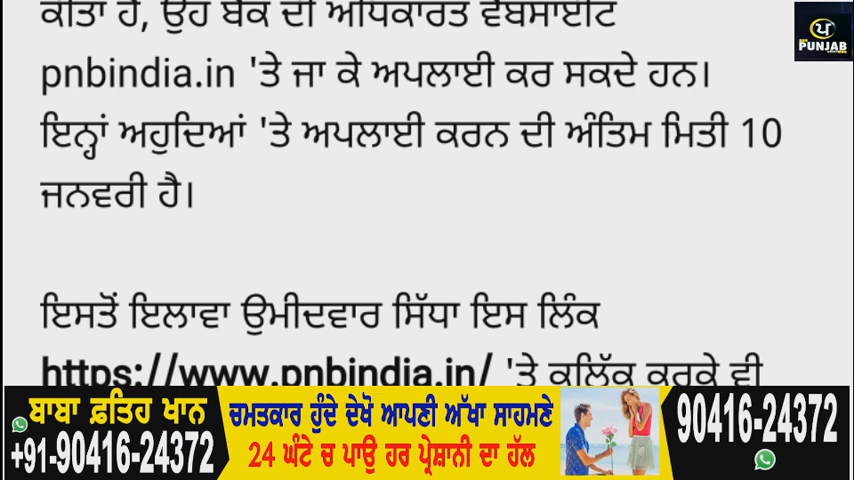 ਕੀਤਾ ਹੈ, ਉਹ ਬੈਂਕ ਦੀ ਅਧਿਕਾਰਤ ਵੈੱਬਸਾਈਟ
pnbindia.in 'ਤੇ ਜਾ ਕੇ ਅਪਲਾਈ ਕਰ ਸਕਦੇ ਹਨ।
ਇਨ੍ਹਾਂ ਅਹੁਦਿਆਂ 'ਤੇ ਅਪਲਾਈ ਕਰਨ ਦੀ ਅੰਤਿਮ ਮਿਤੀ 10
ਜਨਵਰੀ ਹੈ।
ਇਸਤੋਂ ਇਲਾਵਾ ਉਮੀਦਵਾਰ ਸਿੱਧਾ ਇਸ ਲਿੰਕ
https://www.pnbindia.in/ 'ਤੇ ਕਲਿੱਕ ਕਰਕੇ ਵੀ
ਪ
PUNJAB
ਬਾਬਾ ਫ਼ਤਿਹ ਖਾਨ
+91-90416-24372
ਚਮਤਕਾਰ ਹੁੰਦੇ ਦੇਖੋ ਆਪਣੀ ਅੱਖਾ ਸਾਹਮਣੇ
24 ਘੰਟੇ ਚ ਪਾਉ ਹਰ ਪ੍ਰੇਸ਼ਾਨੀ ਦਾ ਹੱਲ
90416-24372